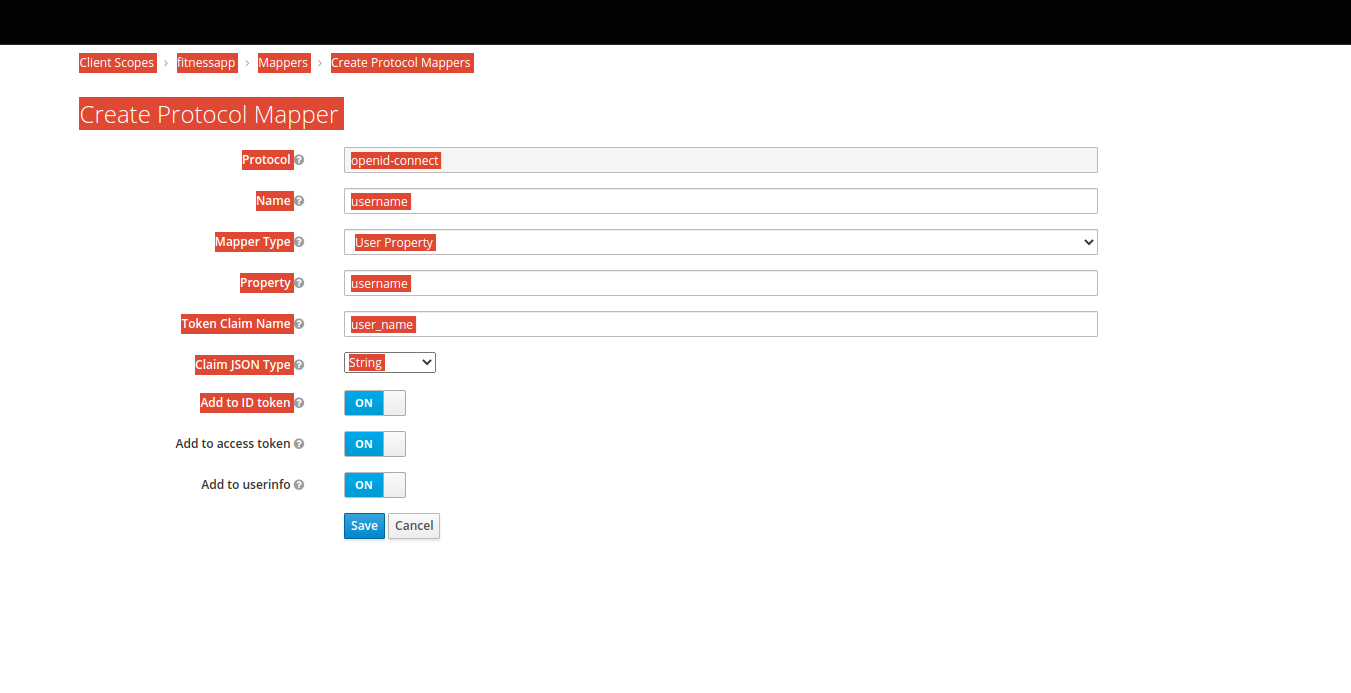 Client Scopes › fitnessapp › Mappers › Create Protocol Mappers
Create Protocol Mapper
Protocol openid-connect
Name username
Mapper Type User Property
Property username
Token Claim Name user_name
Claim JSON Type String
Add to ID token ON
Add to access token ON
Add to userinfo ON
Save Cancel